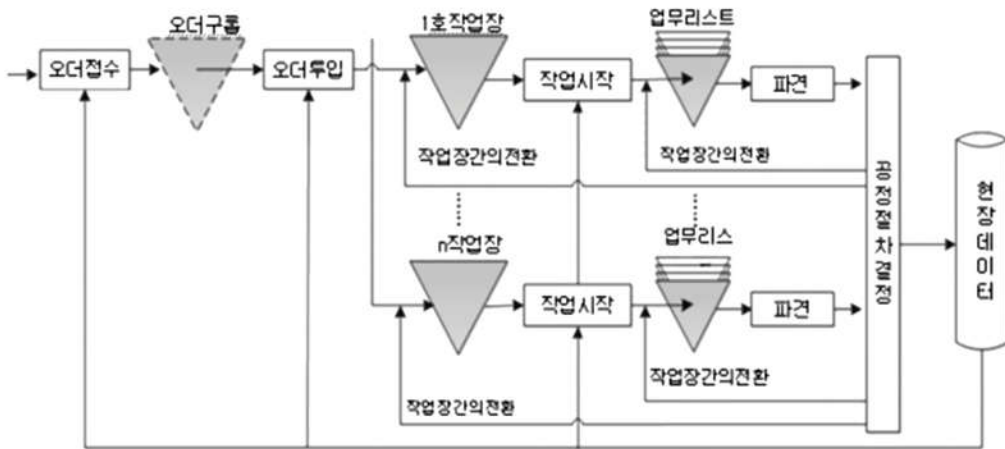 오더구룹
1호작업장
업무리스트
오더접수
오더투입
작업시작
파견
작업장간의전환
작업장간의전환
n작업장
업무리스
작업시작
파견
작업장간의전환
작업장간의전환
공정절차결정
현장데이터